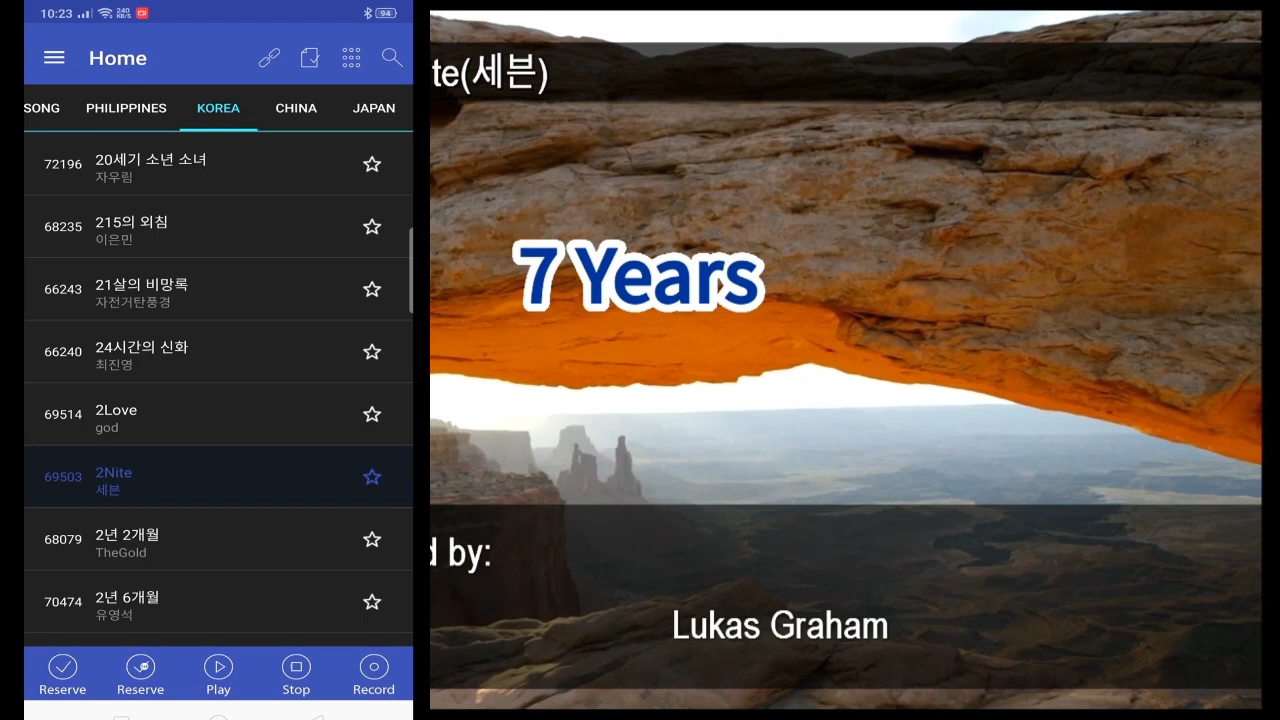 10:23
240
KB/S
94
Home
SONG
PHILIPPINES
KOREA
CHINA
JAPAN
72196
20세기 소년 소녀
자우림
68235
215의 외침
이은민
66243
21살의 비망록
자전거탄풍경
66240
24시간의 신화
최진영
69514
2Love
god
69503
2Nite
세븐
68079
2년 2개월
TheGold
70474
2년 6개월
유영석
Reserve
Reserve
Play
Stop
Record
te(세븐)
7 Years
d by:
Lukas Graham